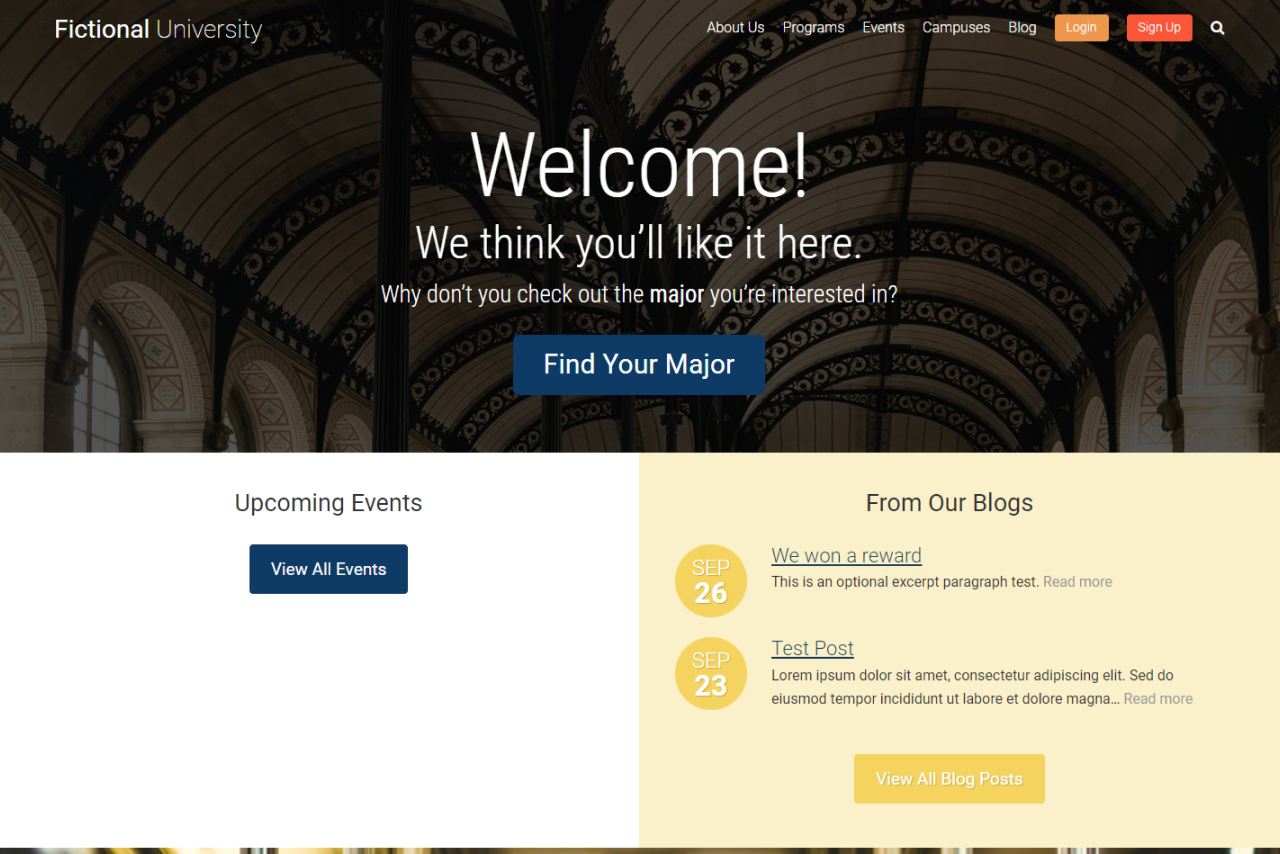 Fictional University
About Us Programs Events Campuses Blog Login Sign Up
Welcome!
We think you’ll like it here.
Why don’t you check out the major you’re interested in?
Find Your Major
Upcoming Events
View All Events
From Our Blogs
SEP
26
We won a reward
This is an optional excerpt paragraph test. Read more
SEP
23
Test Post
Lorem ipsum dolor sit amet, consectetur adipiscing elit. Sed do
eiusmod tempor incididunt ut labore et dolore magna… Read more
View All Blog Posts